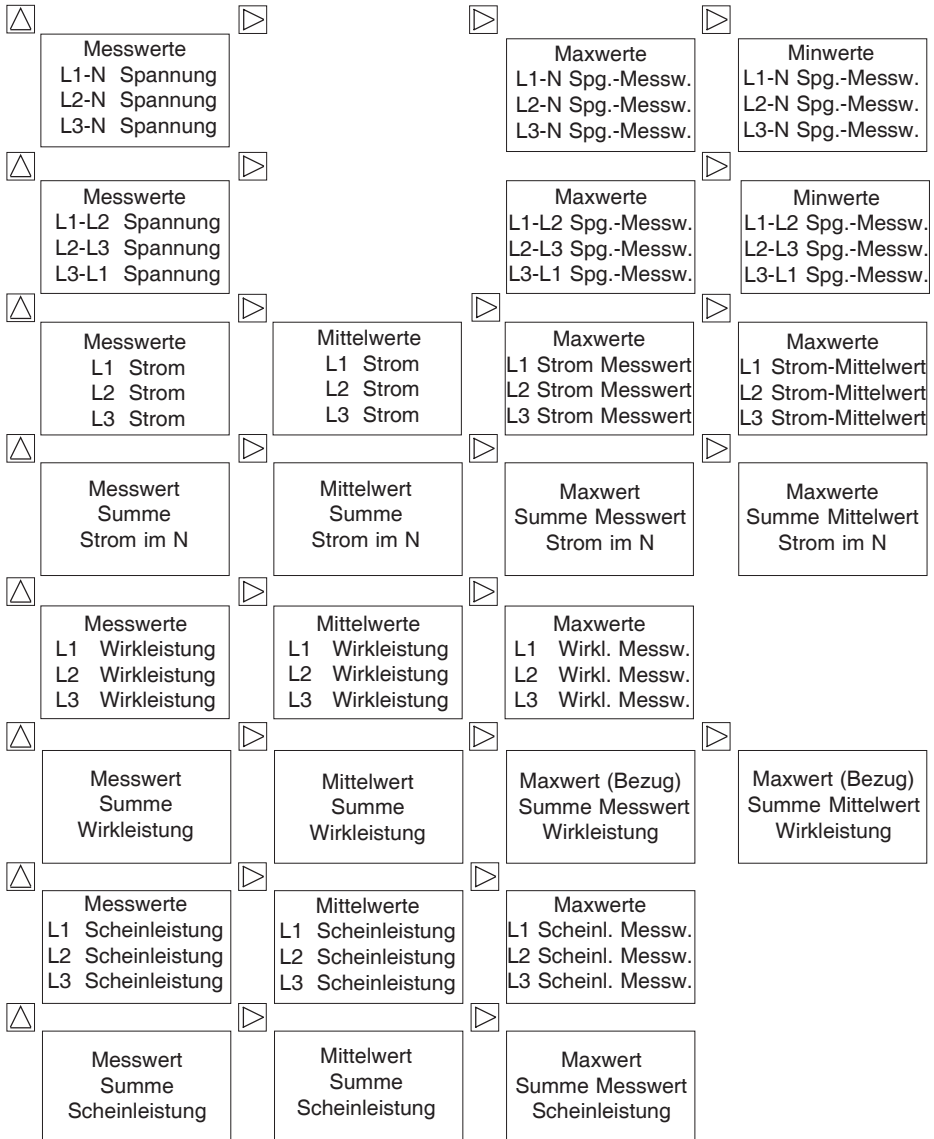 Messwerte
L1-N Spannung
L2-N Spannung
L3-N Spannung
Maxwerte
L1-N Spg.-Messw.
L2-N Spg.-Messw.
L3-N Spg.-Messw.
Minwerte
L1-N Spg.-Messw.
L2-N Spg.-Messw.
L3-N Spg.-Messw.
Messwerte
L1-L2 Spannung
L2-L3 Spannung
L3-L1 Spannung
Maxwerte
L1-L2 Spg.-Messw.
L2-L3 Spg.-Messw.
L3-L1 Spg.-Messw.
Minwerte
L1-L2 Spg.-Messw.
L2-L3 Spg.-Messw.
L3-L1 Spg.-Messw.
Messwerte
L1 Strom
L2 Strom
L3 Strom
Mittelwerte
L1 Strom
L2 Strom
L3 Strom
Maxwerte
L1 Strom Messwert
L2 Strom Messwert
L3 Strom Messwert
Maxwerte
L1 Strom-Mittelwert
L2 Strom-Mittelwert
L3 Strom-Mittelwert
Messwert
Summe
Strom im N
Mittelwert
Summe
Strom im N
Maxwert
Summe Messwert
Strom im N
Maxwerte
Summe Mittelwert
Strom im N
Messwerte
L1 Wirkleistung
L2 Wirkleistung
L3 Wirkleistung
Mittelwerte
L1 Wirkleistung
L2 Wirkleistung
L3 Wirkleistung
Maxwerte
L1 Wirkl. Messw.
L2 Wirkl. Messw.
L3 Wirkl. Messw.
Messwert
Summe
Wirkleistung
Mittelwert
Summe
Wirkleistung
Maxwert (Bezug)
Summe Messwert
Wirkleistung
Maxwert (Bezug)
Summe Mittelwert
Wirkleistung
Messwerte
L1 Scheinleistung
L2 Scheinleistung
L3 Scheinleistung
Mittelwerte
L1 Scheinleistung
L2 Scheinleistung
L3 Scheinleistung
Maxwerte
L1 Scheinl. Messw.
L2 Scheinl. Messw.
L3 Scheinl. Messw.
Messwert
Summe
Scheinleistung
Mittelwert
Summe
Scheinleistung
Maxwert
Summe Messwert
Scheinleistung